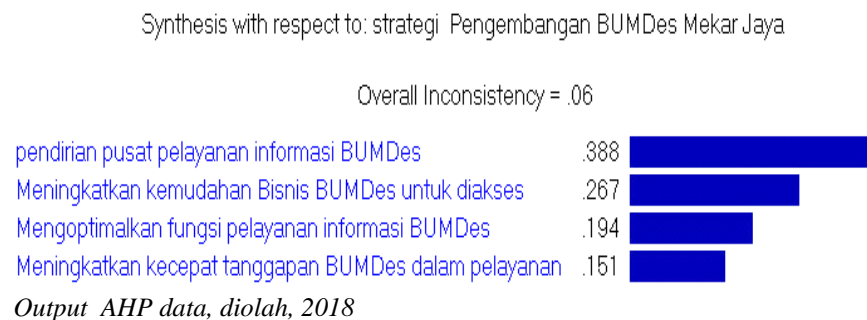 Synthesis with respect to: strategi Pengembangan BUMDes Mekar Jaya
Overall Inconsistency = .06
pendirian pusat pelayanan informasi BUMDes .388
Meningkatkan kemudahan Bisnis BUMDes untuk diakses .267
Mengoptimalkan fungsi pelayanan informasi BUMDes .194
Meningkatkan kecepat tanggapan BUMDes dalam pelayanan .151
Output AHP data, diolah, 2018